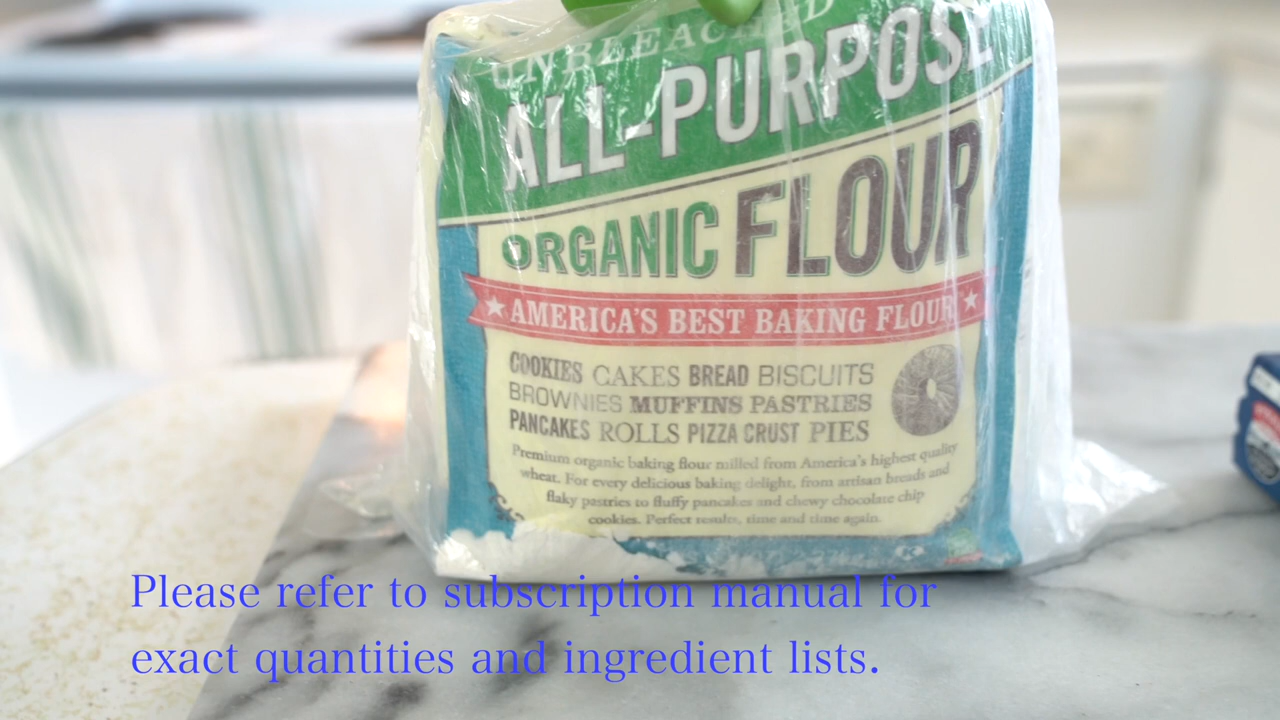 UNBLEACHED
ALL-PURPOSE
ORGANIC FLOUR
AMERICA'S BEST BAKING FLOUR
COOKIES CAKES BREAD BISCUITS
BROWNIES MUFFINS PASTRIES
PANCAKES ROLLS PIZZA CRUST PIES
Premium organic baking flour milled from America's highest quality
wheat. For every delicious baking delight, from artisan breads and
flaky pastries to fluffy pancakes and chewy chocolate chip
cookies. Perfect results, time and time again.
Please refer to subscription manual for
exact quantities and ingredient lists.